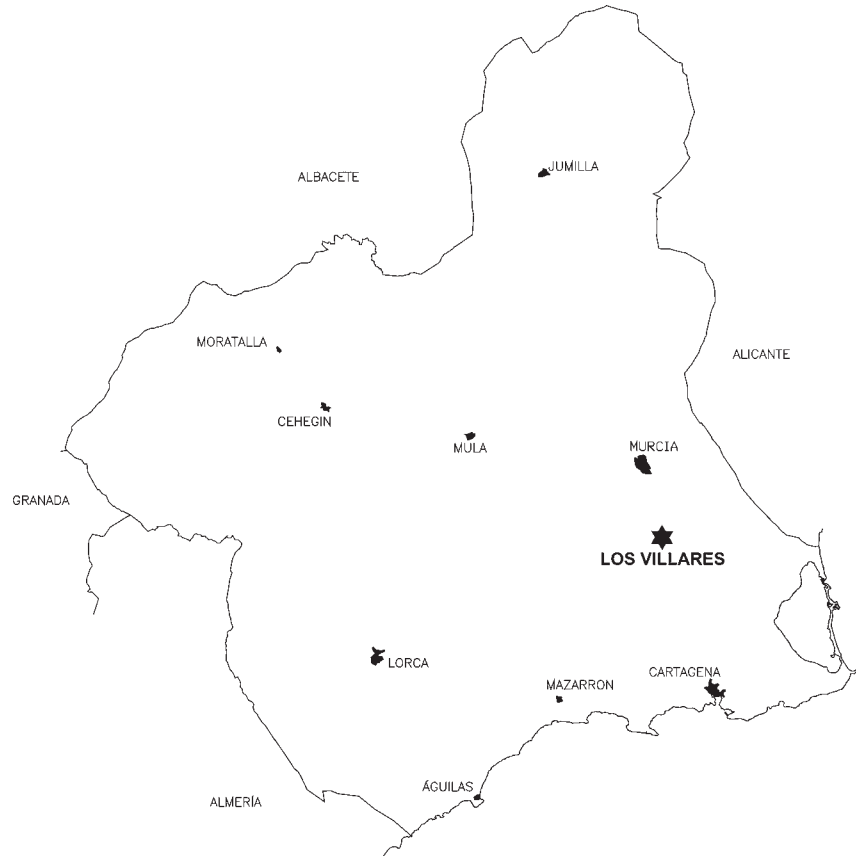 JUMILLA
ALBACETE
MORATALLA
ALICANTE
CEHEGIN
MULA
MURCIA
GRANADA
LOS VILLARES
LORCA
CARTAGENA
MAZARRON
ÁGUILAS
ALMERÍA